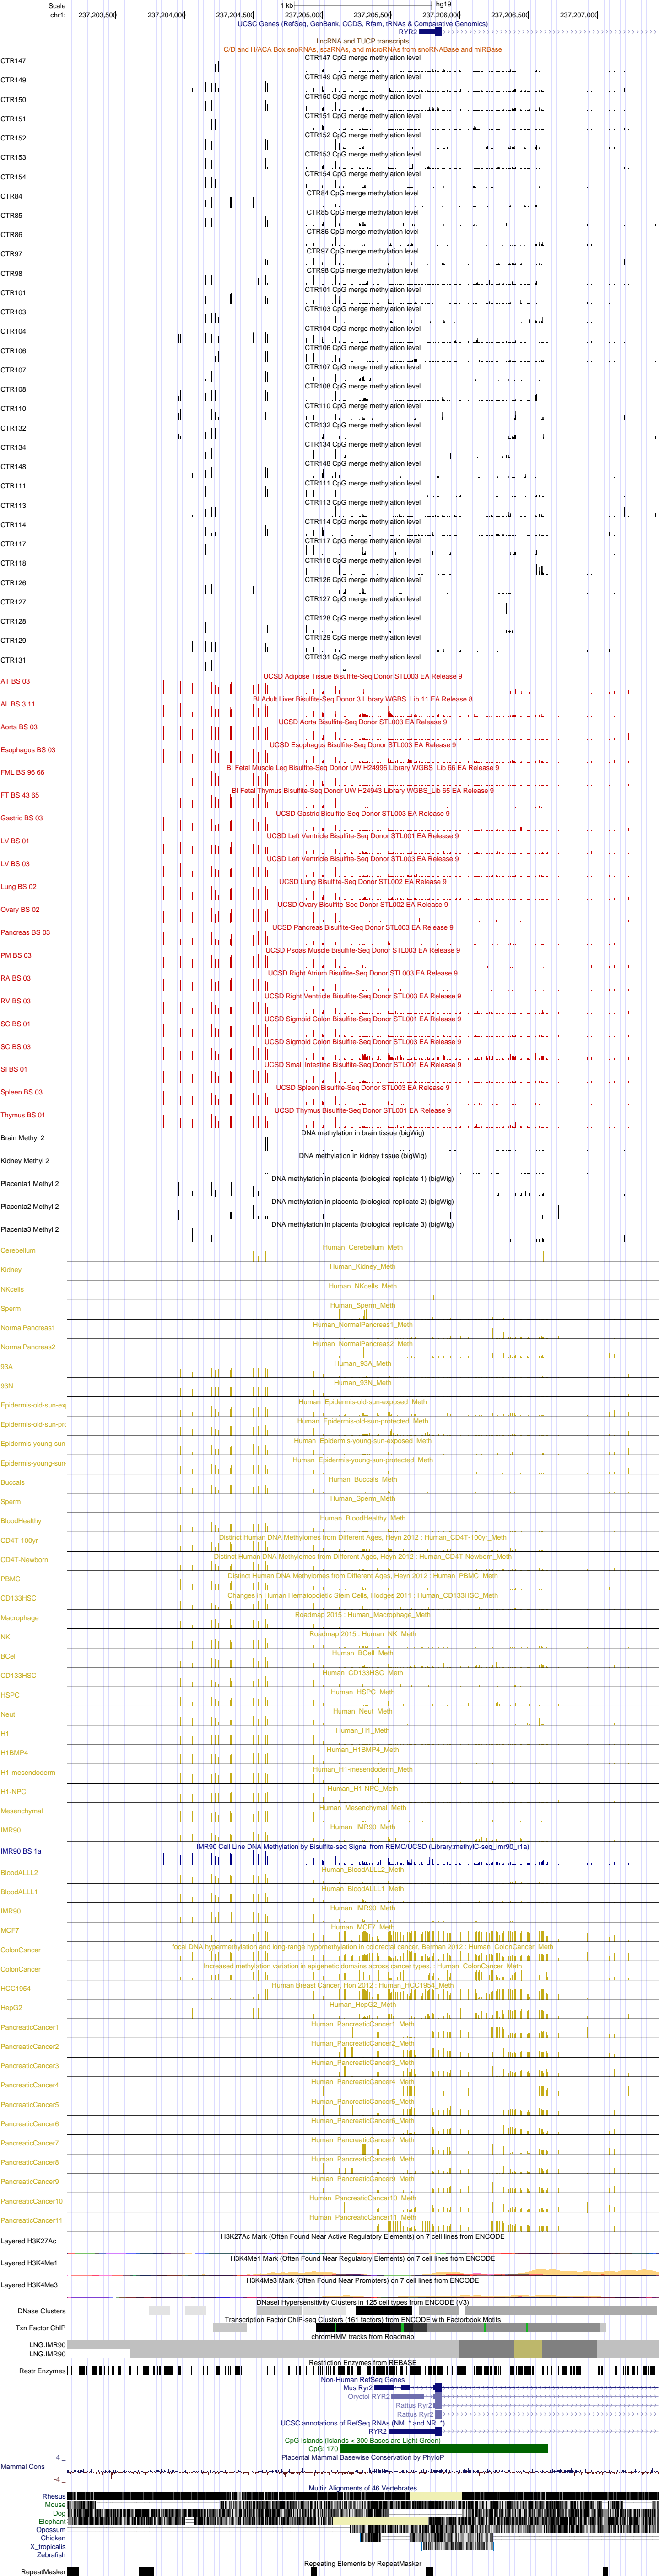 Scale 1 kb hg19
chr1: 237,203,500 237,204,000 237,204,500 237,205,000 237,205,500 237,206,000 237,206,500 237,207,000
UCSC Genes (RefSeq, GenBank, CCDS, Rfam, tRNAs & Comparative Genomics)
RYR2
lincRNA and TUCP transcripts
C/D and H/ACA Box snoRNAs, scaRNAs, and microRNAs from snoRNABase and miRBase
CTR147 CTR147 CpG merge methylation level
CTR149 CTR149 CpG merge methylation level
CTR150 CTR150 CpG merge methylation level
CTR151 CTR151 CpG merge methylation level
CTR152 CTR152 CpG merge methylation level
CTR153 CTR153 CpG merge methylation level
CTR154 CTR154 CpG merge methylation level
CTR84 CTR84 CpG merge methylation level
CTR85 CTR85 CpG merge methylation level
CTR86 CTR86 CpG merge methylation level
CTR97 CTR97 CpG merge methylation level
CTR98 CTR98 CpG merge methylation level
CTR101 CTR101 CpG merge methylation level
CTR103 CTR103 CpG merge methylation level
CTR104 CTR104 CpG merge methylation level
CTR106 CTR106 CpG merge methylation level
CTR107 CTR107 CpG merge methylation level
CTR108 CTR108 CpG merge methylation level
CTR110 CTR110 CpG merge methylation level
CTR132 CTR132 CpG merge methylation level
CTR134 CTR134 CpG merge methylation level
CTR148 CTR148 CpG merge methylation level
CTR111 CTR111 CpG merge methylation level
CTR113 CTR113 CpG merge methylation level
CTR114 CTR114 CpG merge methylation level
CTR117 CTR117 CpG merge methylation level
CTR118 CTR118 CpG merge methylation level
CTR126 CTR126 CpG merge methylation level
CTR127 CTR127 CpG merge methylation level
CTR128 CTR128 CpG merge methylation level
CTR129 CTR129 CpG merge methylation level
CTR131 CTR131 CpG merge methylation level
AT BS 03 UCSD Adipose Tissue Bisulfite-Seq Donor STL003 EA Release 9
AL BS 3 11 BI Adult Liver Bisulfite-Seq Donor 3 Library WGBS_Lib 11 EA Release 8
Aorta BS 03 UCSD Aorta Bisulfite-Seq Donor STL003 EA Release 9
Esophagus BS 03 UCSD Esophagus Bisulfite-Seq Donor STL003 EA Release 9
FML BS 96 66 BI Fetal Muscle Leg Bisulfite-Seq Donor UW H24996 Library WGBS_Lib 66 EA Release 9
FT BS 43 65 BI Fetal Thymus Bisulfite-Seq Donor UW H24943 Library WGBS_Lib 65 EA Release 9
Gastric BS 03 UCSD Gastric Bisulfite-Seq Donor STL003 EA Release 9
LV BS 01 UCSD Left Ventricle Bisulfite-Seq Donor STL001 EA Release 9
LV BS 03 UCSD Left Ventricle Bisulfite-Seq Donor STL003 EA Release 9
Lung BS 02 UCSD Lung Bisulfite-Seq Donor STL002 EA Release 9
Ovary BS 02 UCSD Ovary Bisulfite-Seq Donor STL002 EA Release 9
Pancreas BS 03 UCSD Pancreas Bisulfite-Seq Donor STL003 EA Release 9
PM BS 03 UCSD Psoas Muscle Bisulfite-Seq Donor STL003 EA Release 9
RA BS 03 UCSD Right Atrium Bisulfite-Seq Donor STL003 EA Release 9
RV BS 03 UCSD Right Ventricle Bisulfite-Seq Donor STL003 EA Release 9
SC BS 01 UCSD Sigmoid Colon Bisulfite-Seq Donor STL001 EA Release 9
SC BS 03 UCSD Sigmoid Colon Bisulfite-Seq Donor STL003 EA Release 9
SI BS 01 UCSD Small Intestine Bisulfite-Seq Donor STL001 EA Release 9
Spleen BS 03 UCSD Spleen Bisulfite-Seq Donor STL003 EA Release 9
Thymus BS 01 UCSD Thymus Bisulfite-Seq Donor STL001 EA Release 9
Brain Methyl 2 DNA methylation in brain tissue (bigWig)
Kidney Methyl 2 DNA methylation in kidney tissue (bigWig)
Placenta1 Methyl 2 DNA methylation in placenta (biological replicate 1) (bigWig)
Placenta2 Methyl 2 DNA methylation in placenta (biological replicate 2) (bigWig)
Placenta3 Methyl 2 DNA methylation in placenta (biological replicate 3) (bigWig)
Cerebellum Human_Cerebellum_Meth
Kidney Human_Kidney_Meth
NKcells Human_NKcells_Meth
Sperm Human_Sperm_Meth
NormalPancreas1 Human_NormalPancreas1_Meth
NormalPancreas2 Human_NormalPancreas2_Meth
93A Human_93A_Meth
93N Human_93N_Meth
Epidermis-old-sun-ex Human_Epidermis-old-sun-exposed_Meth
Epidermis-old-sun-pr Human_Epidermis-old-sun-protected_Meth
Epidermis-young-sun Human_Epidermis-young-sun-exposed_Meth
Epidermis-young-sun Human_Epidermis-young-sun-protected_Meth
Buccals Human_Buccals_Meth
Sperm Human_Sperm_Meth
BloodHealthy Human_BloodHealthy_Meth
CD4T-100yr Distinct Human DNA Methylomes from Different Ages, Heyn 2012 : Human_CD4T-100yr_Meth
CD4T-Newborn Distinct Human DNA Methylomes from Different Ages, Heyn 2012 : Human_CD4T-Newborn_Meth
PBMC Distinct Human DNA Methylomes from Different Ages, Heyn 2012 : Human_PBMC_Meth
CD133HSC Changes in Human Hematopoietic Stem Cells, Hodges 2011 : Human_CD133HSC_Meth
Macrophage Roadmap 2015 : Human_Macrophage_Meth
NK Roadmap 2015 : Human_NK_Meth
BCell Human_BCell_Meth
CD133HSC Human_CD133HSC_Meth
HSPC Human_HSPC_Meth
Neut Human_Neut_Meth
H1 Human_H1_Meth
H1BMP4 Human_H1BMP4_Meth
H1-mesendoderm Human_H1-mesendoderm_Meth
H1-NPC Human_H1-NPC_Meth
Mesenchymal Human_Mesenchymal_Meth
IMR90 Human_IMR90_Meth
IMR90 BS 1a IMR90 Cell Line DNA Methylation by Bisulfite-seq Signal from REMC/UCSD (Library:methylC-seq_imr90_r1a)
BloodALLL2 Human_BloodALLL2_Meth
BloodALLL1 Human_BloodALLL1_Meth
IMR90 Human_IMR90_Meth
MCF7 Human_MCF7_Meth
ColonCancer focal DNA hypermethylation and long-range hypomethylation in colorectal cancer, Berman 2012 : Human_ColonCancer_Meth
ColonCancer Increased methylation variation in epigenetic domains across cancer types. : Human_ColonCancer_Meth
HCC1954 Human Breast Cancer, Hon 2012 : Human_HCC1954_Meth
HepG2 Human_HepG2_Meth
PancreaticCancer1 Human_PancreaticCancer1_Meth
PancreaticCancer2 Human_PancreaticCancer2_Meth
PancreaticCancer3 Human_PancreaticCancer3_Meth
PancreaticCancer4 Human_PancreaticCancer4_Meth
PancreaticCancer5 Human_PancreaticCancer5_Meth
PancreaticCancer6 Human_PancreaticCancer6_Meth
PancreaticCancer7 Human_PancreaticCancer7_Meth
PancreaticCancer8 Human_PancreaticCancer8_Meth
PancreaticCancer9 Human_PancreaticCancer9_Meth
PancreaticCancer10 Human_PancreaticCancer10_Meth
PancreaticCancer11 Human_PancreaticCancer11_Meth
H3K27Ac Mark (Often Found Near Active Regulatory Elements) on 7 cell lines from ENCODE
Layered H3K27Ac
H3K4Me1 Mark (Often Found Near Regulatory Elements) on 7 cell lines from ENCODE
Layered H3K4Me1
H3K4Me3 Mark (Often Found Near Promoters) on 7 cell lines from ENCODE
Layered H3K4Me3
DNaseI Hypersensitivity Clusters in 125 cell types from ENCODE (V3)
DNase Clusters
Transcription Factor ChIP-seq Clusters (161 factors) from ENCODE with Factorbook Motifs
Txn Factor ChIP
chromHMM tracks from Roadmap
LNG.IMR90
LNG.IMR90
Restriction Enzymes from REBASE
Restr Enzymes
Non-Human RefSeq Genes
Mus Ryr2
Oryctol RYR2
Rattus Ryr2
Rattus Ryr2
UCSC annotations of RefSeq RNAs (NM_* and NR_*)
RYR2
CpG Islands (Islands < 300 Bases are Light Green)
CpG: 170
Placental Mammal Basewise Conservation by PhyloP
4 _
Mammal Cons
-4 _
Multiz Alignments of 46 Vertebrates
Rhesus
Mouse
Dog
Elephant
Opossum
Chicken
X_tropicalis
Zebrafish
Repeating Elements by RepeatMasker
RepeatMasker